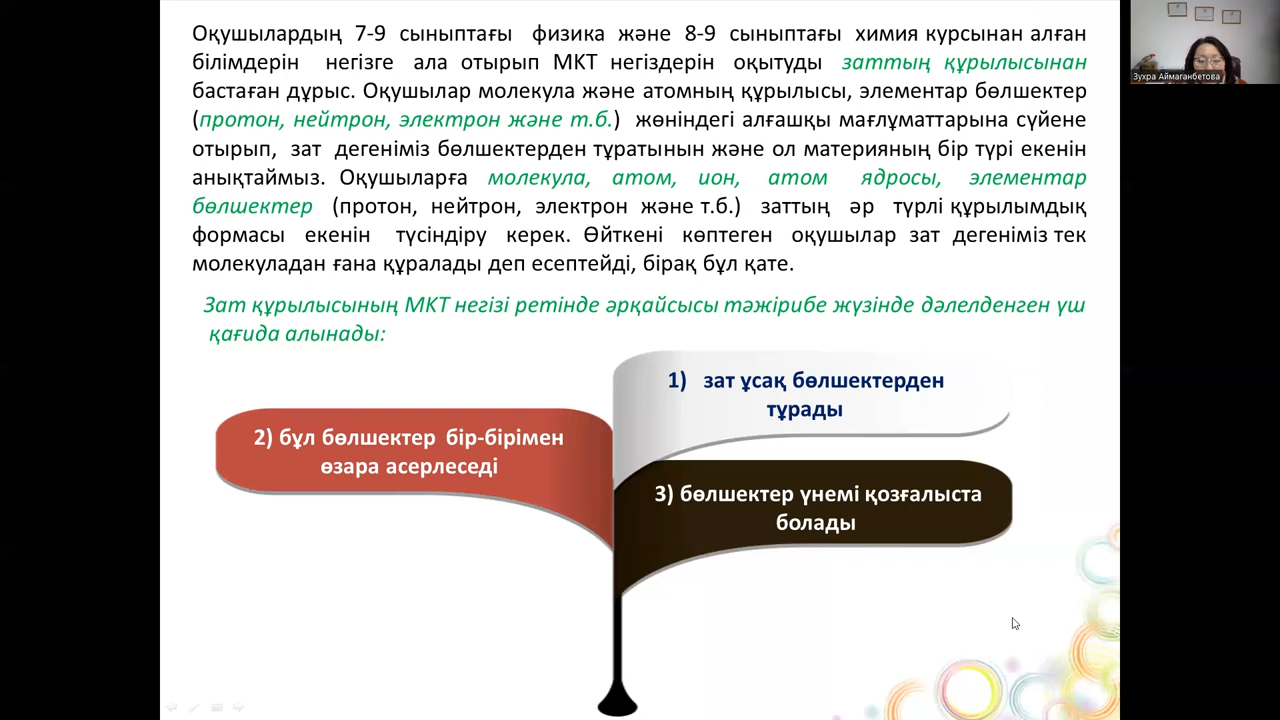 Оқушылардың 7-9 сыныптағы физика және 8-9 сыныптағы химия курсынан алған
білімдерін негізге ала отырып МКТ негіздерін оқытуды заттың құрылысынан
бастаған дұрыс. Оқушылар молекула және атомның құрылысы, элементар бөлшектер
(протон, нейтрон, электрон және т.б.) жөніндегі алғашқы мағлұматтарына сүйене
отырып, зат дегеніміз бөлшектерден тұратынын және ол материяның бір түрі екенін
анықтаймыз. Оқушыларға молекула, атом, ион, атом ядросы, элементар
бөлшектер (протон, нейтрон, электрон және т.б.) заттың әр түрлі құрылымдық
формасы екенін түсіндіру керек. Өйткені көптеген оқушылар зат дегеніміз тек
молекуладан ғана құралады деп есептейді, бірақ бұл қате.
Зат құрылысының МКТ негізі ретінде әрқайсысы тәжірибе жүзінде дәлелденген үш
қағида алынады:
1) зат ұсақ бөлшектерден
тұрады
2) бұл бөлшектер бір-бірімен
өзара асерлеседі
3) бөлшектер үнемі қозғалыста
болады
Зухра Аймаганбетова